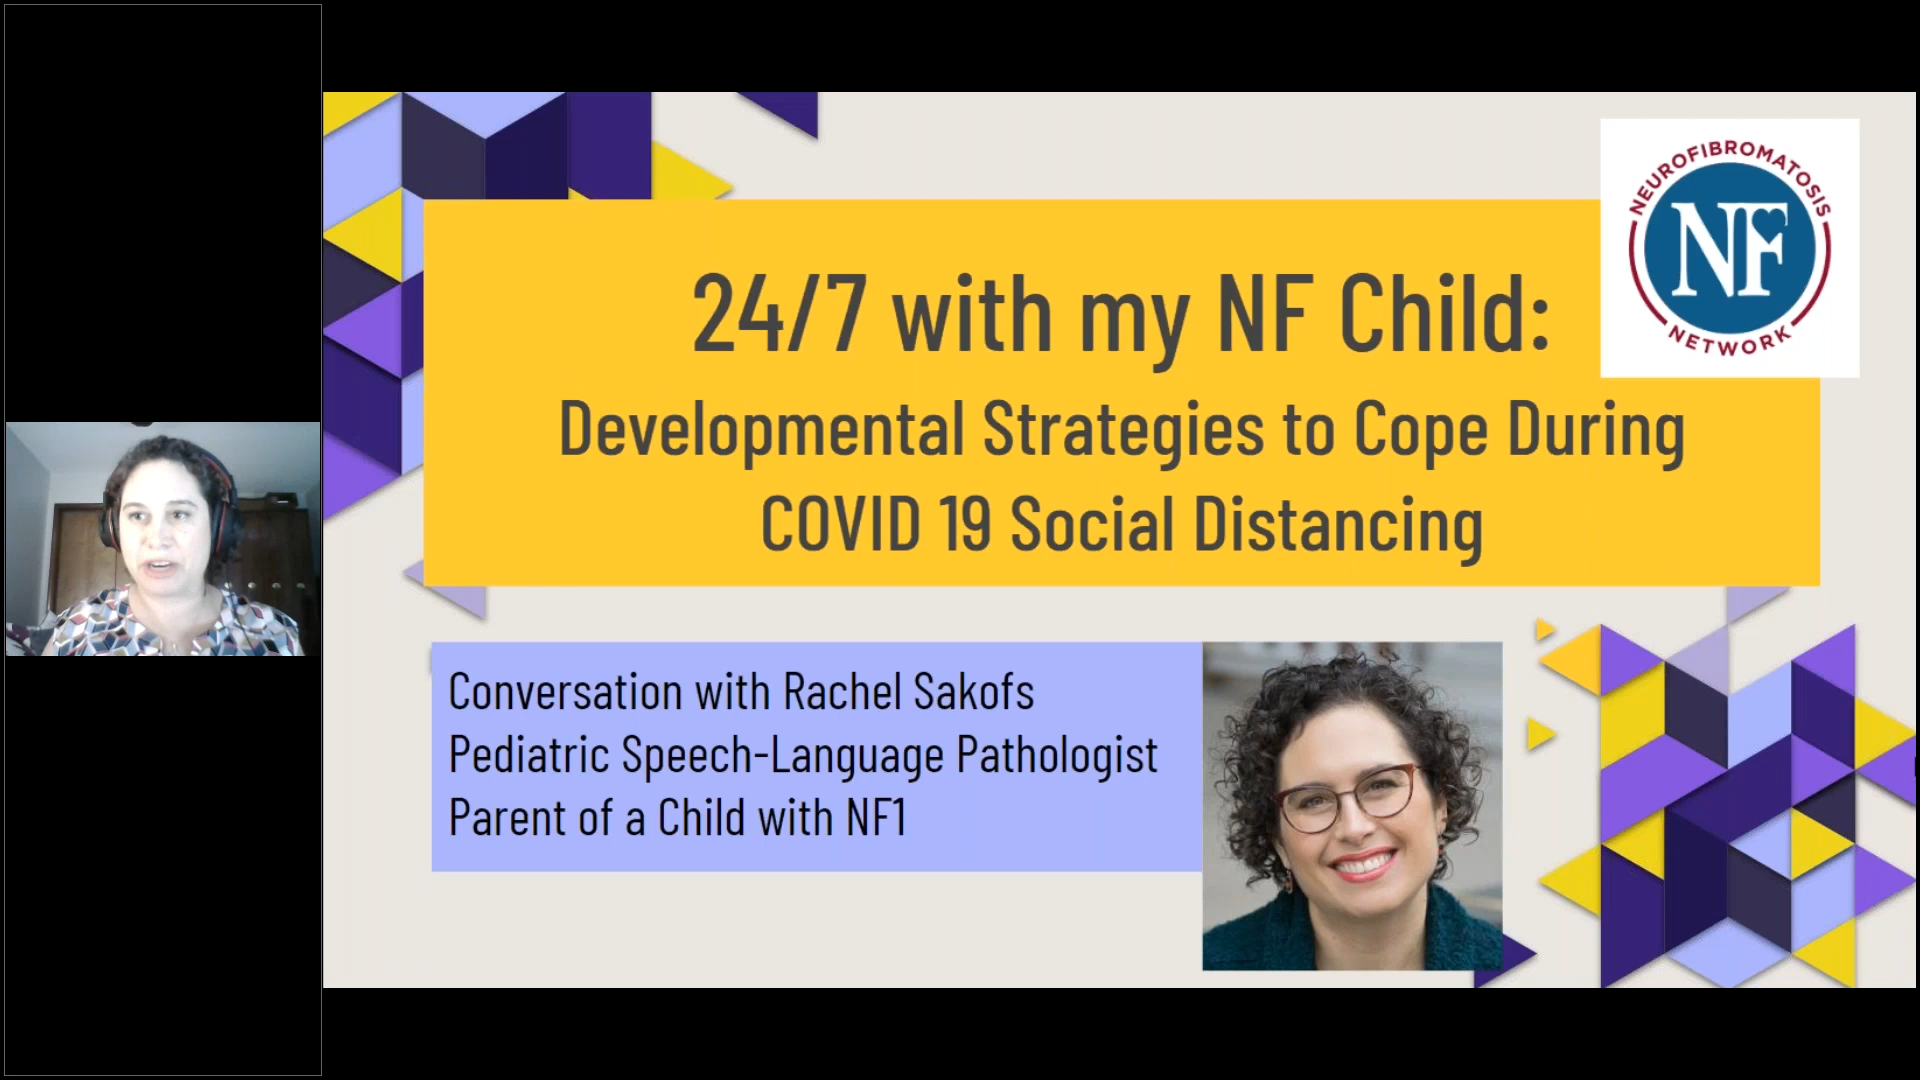 24/7 with my NF Child:
Developmental Strategies to Cope During
COVID 19 Social Distancing
NEUROFIBROMATOSIS
NF
NETWORK
Conversation with Rachel Sakofs
Pediatric Speech-Language Pathologist
Parent of a Child with NF1